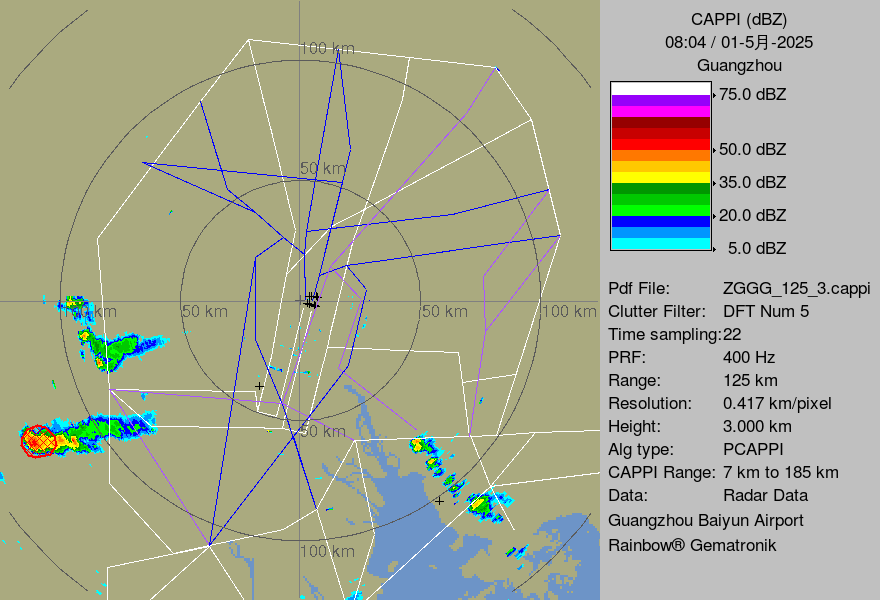 CAPPI (dBZ)
08:04 / 01-5月-2025
Guangzhou
75.0 dBZ
50.0 dBZ
35.0 dBZ
20.0 dBZ
5.0 dBZ
Pdf File: ZGGG_125_3.cappi
Clutter Filter: DFT Num 5
Time sampling:22
PRF: 400 Hz
Range: 125 km
Resolution: 0.417 km/pixel
Height: 3.000 km
Alg type: PCAPPI
CAPPI Range: 7 km to 185 km
Data: Radar Data
Guangzhou Baiyun Airport
Rainbow® Gematronik
100 km
50 km
100 km
50 km
50 km
100 km
50 km
100 km